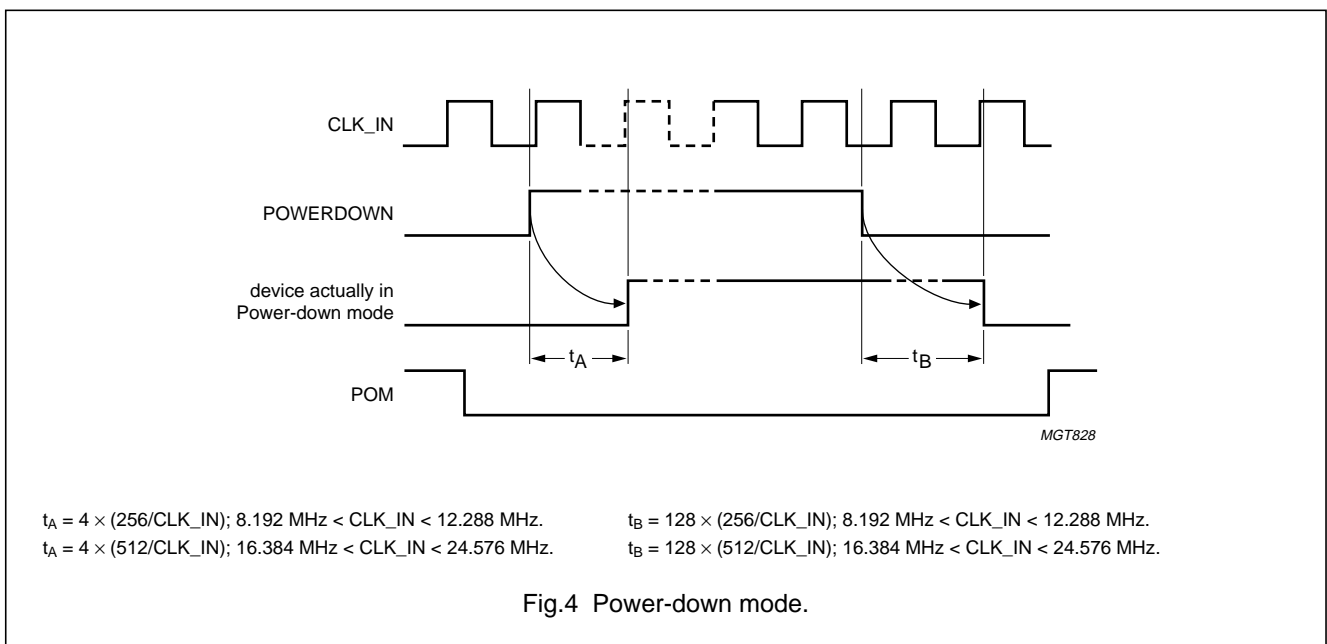 CLK_IN
POWERDOWN
device actually in
Power-down mode
tA
tB
POM
MGT828
tA = 4 × (256/CLK_IN); 8.192 MHz < CLK_IN < 12.288 MHz.
tA = 4 × (512/CLK_IN); 16.384 MHz < CLK_IN < 24.576 MHz.
tB = 128 × (256/CLK_IN); 8.192 MHz < CLK_IN < 12.288 MHz.
tB = 128 × (512/CLK_IN); 16.384 MHz < CLK_IN < 24.576 MHz.
Fig.4 Power-down mode.